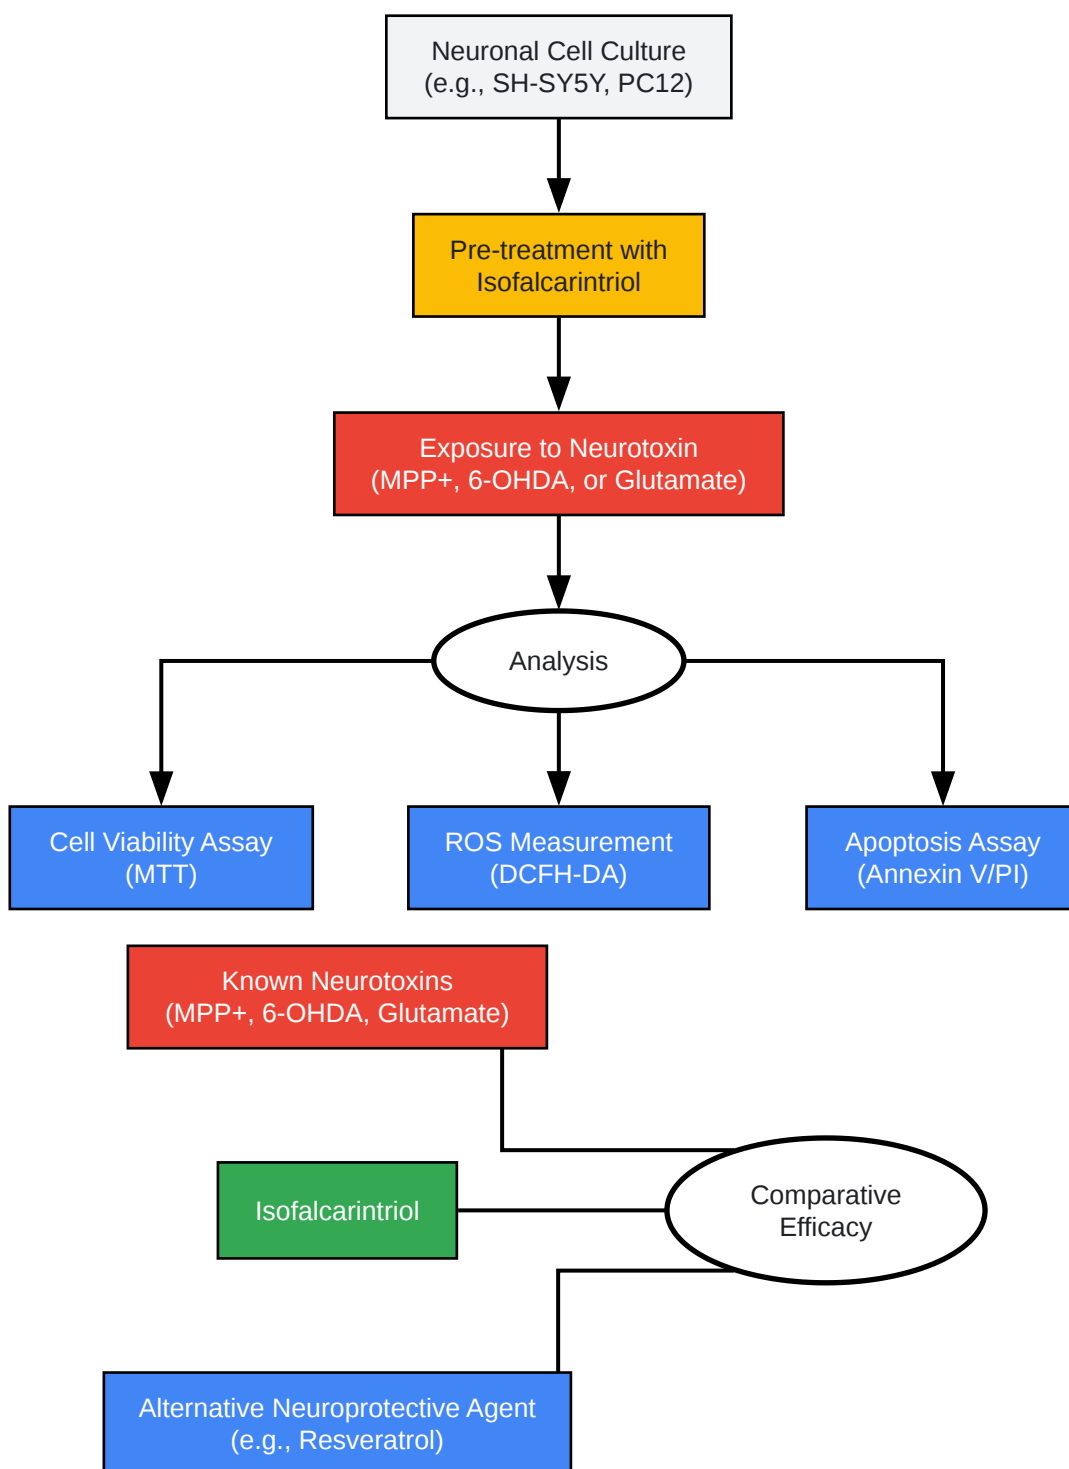 Neuronal Cell Culture
(e.g., SH-SY5Y, PC12)
Pre-treatment with
Isofalcarintriol
Exposure to Neurotoxin
(MPP+, 6-OHDA, or Glutamate)
Analysis
Cell Viability Assay
(MTT)
ROS Measurement
(DCFH-DA)
Apoptosis Assay
(Annexin V/PI)
Known Neurotoxins
(MPP+, 6-OHDA, Glutamate)
Comparative
Efficacy
Isofalcarintriol
Alternative Neuroprotective Agent
(e.g., Resveratrol)